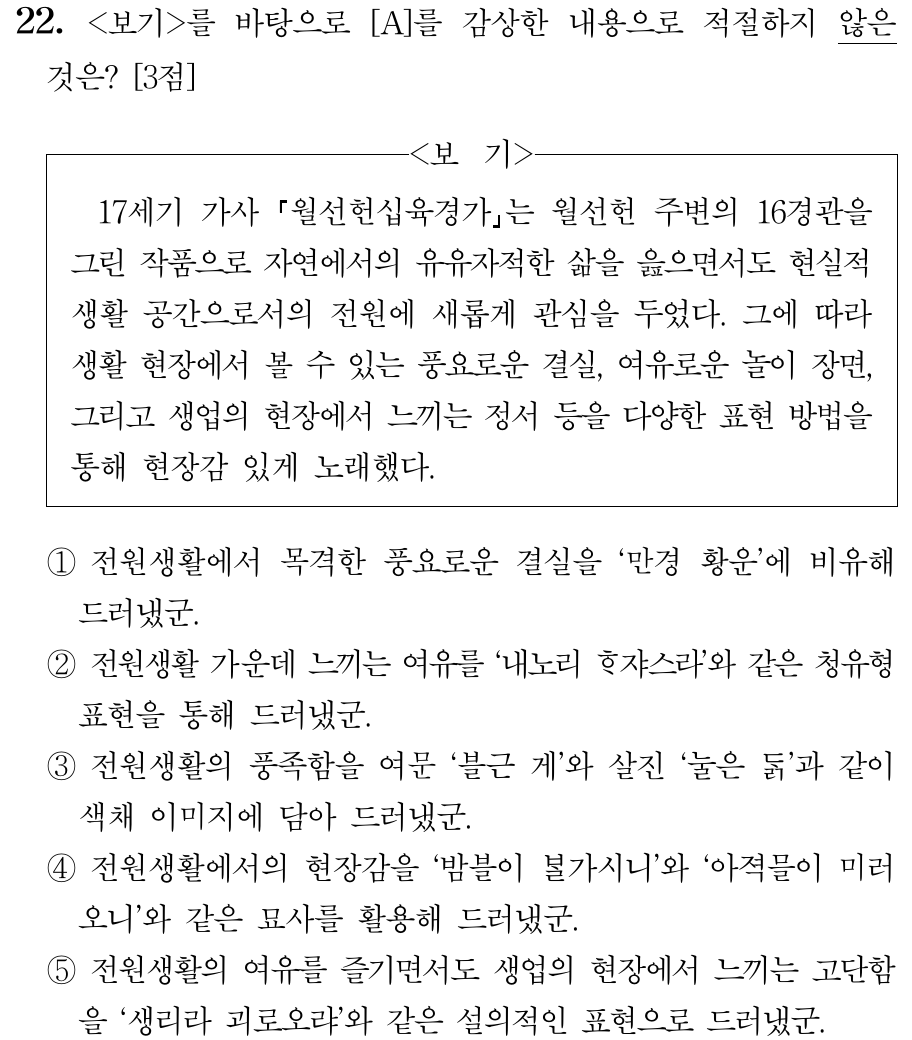 22. <보기>를 바탕으로 [A]를 감상한 내용으로 적절하지 않은
것은? [3점]
<보 기>
17세기 가사 『월선헌십육경가』는 월선헌 주변의 16경관을
그린 작품으로 자연에서의 유유자적한 삶을 읊으면서도 현실적
생활 공간으로서의 전원에 새롭게 관심을 두었다. 그에 따라
생활 현장에서 볼 수 있는 풍요로운 결실, 여유로운 놀이 장면,
그리고 생업의 현장에서 느끼는 정서 등을 다양한 표현 방법을
통해 현장감 있게 노래했다.
① 전원생활에서 목격한 풍요로운 결실을 ‘만경 황운’에 비유해
드러냈군.
② 전원생활 가운데 느끼는 여유를 ‘내노리 ᄒᆞ쟈스라’와 같은 청유형
표현을 통해 드러냈군.
③ 전원생활의 풍족함을 여문 ‘블근 게’와 살진 ‘눌은 ᄃᆞᆰ’과 같이
색채 이미지에 담아 드러냈군.
④ 전원생활에서의 현장감을 ‘밤블이 ᄇᆞᆯ가시니’와 ‘아젹믈이 미러
오니’와 같은 묘사를 활용해 드러냈군.
⑤ 전원생활의 여유를 즐기면서도 생업의 현장에서 느끼는 고단함
을 ‘생리라 괴로오랴’와 같은 설의적인 표현으로 드러냈군.